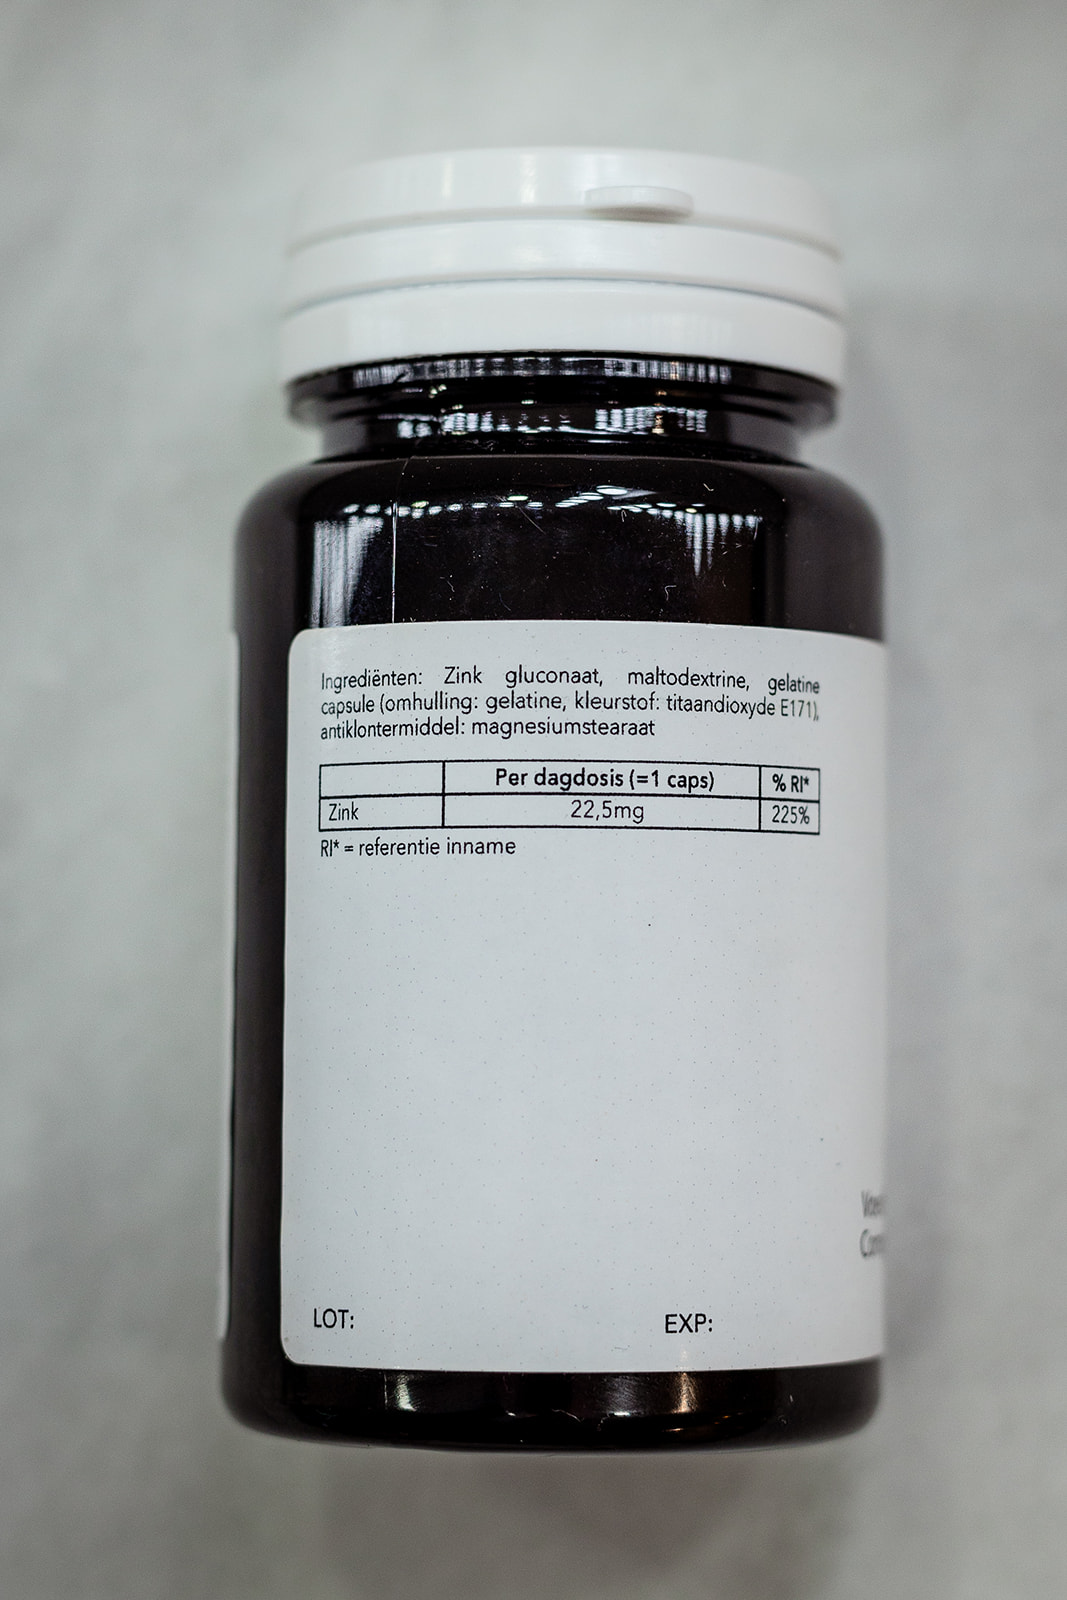 Ingrediënten: Zink gluconaat, maltodextrine, gelatine
capsule (omhulling: gelatine, kleurstof: titaandioxyde E171),
antiklontermiddel: magnesiumstearaat
Per dagdosis (=1 caps) % RI*
Zink 22,5mg 225%
RI* = referentie inname
LOT: EXP: